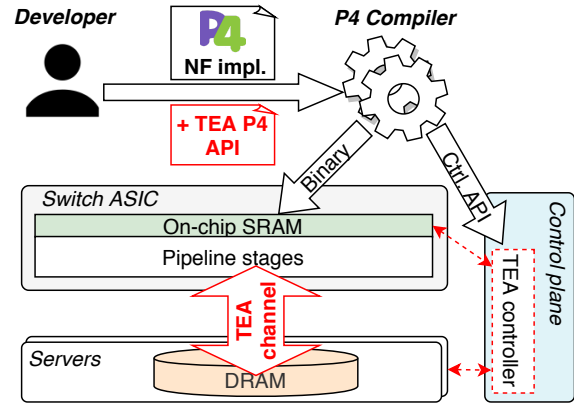 Developer
P4 Compiler
P4
NF impl.
+ TEA P4
API
Binary
Ctrl. API
Switch ASIC
On-chip SRAM
Pipeline stages
TEA
channel
Control plane
TEA controller
Servers
DRAM